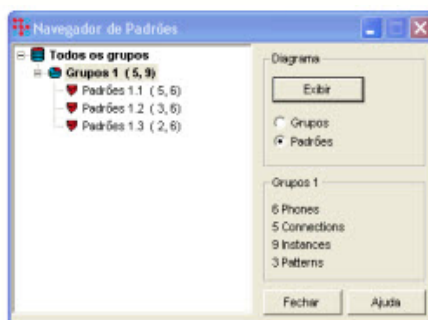 Navegador de Padrões
Todos os grupos
Grupos 1 (5, 9)
Padrões 1.1 (5, 6)
Padrões 1.2 (3, 6)
Padrões 1.3 (2, 6)
Diagrama
Exibir
Grupos
Padrões
Grupos 1
6 Phones
5 Connections
9 Instances
3 Patterns
Fechar
Ajuda